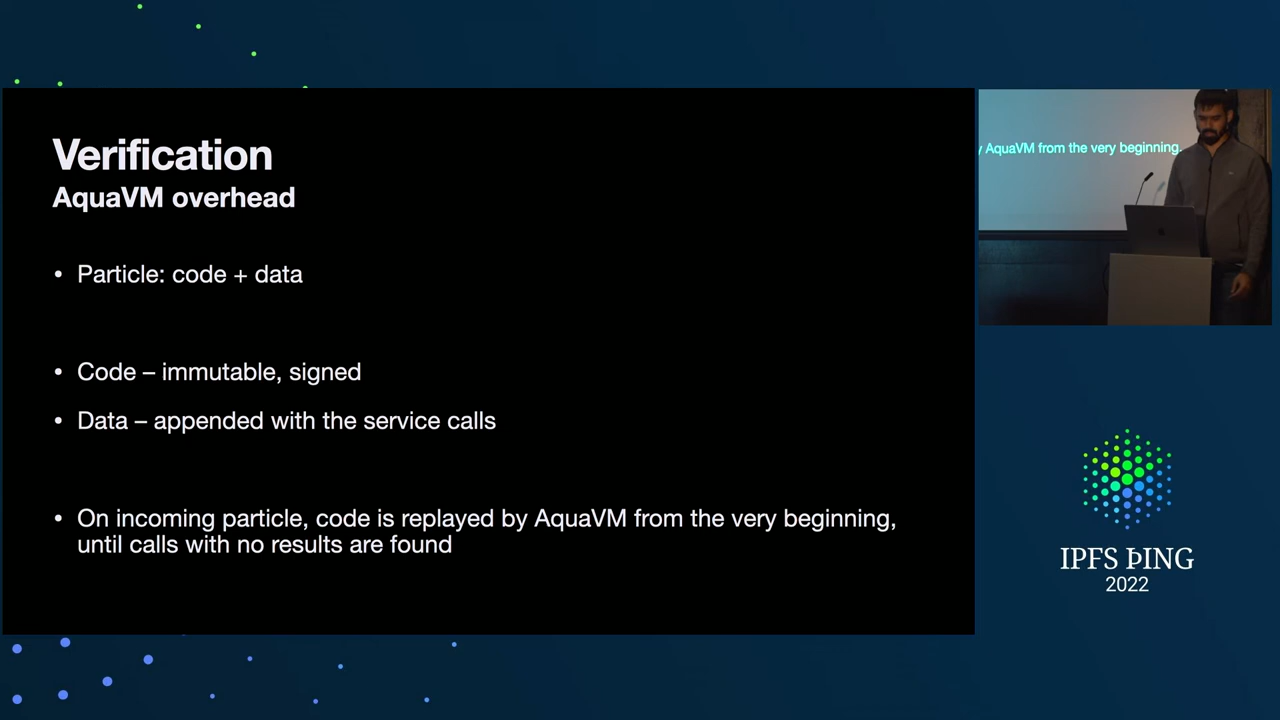 Verification
AquaVM overhead
• Particle: code + data
• Code – immutable, signed
• Data – appended with the service calls
• On incoming particle, code is replayed by AquaVM from the very beginning,
until calls with no results are found
AquaVM from the very beginning.
IPFS ÞING
2022